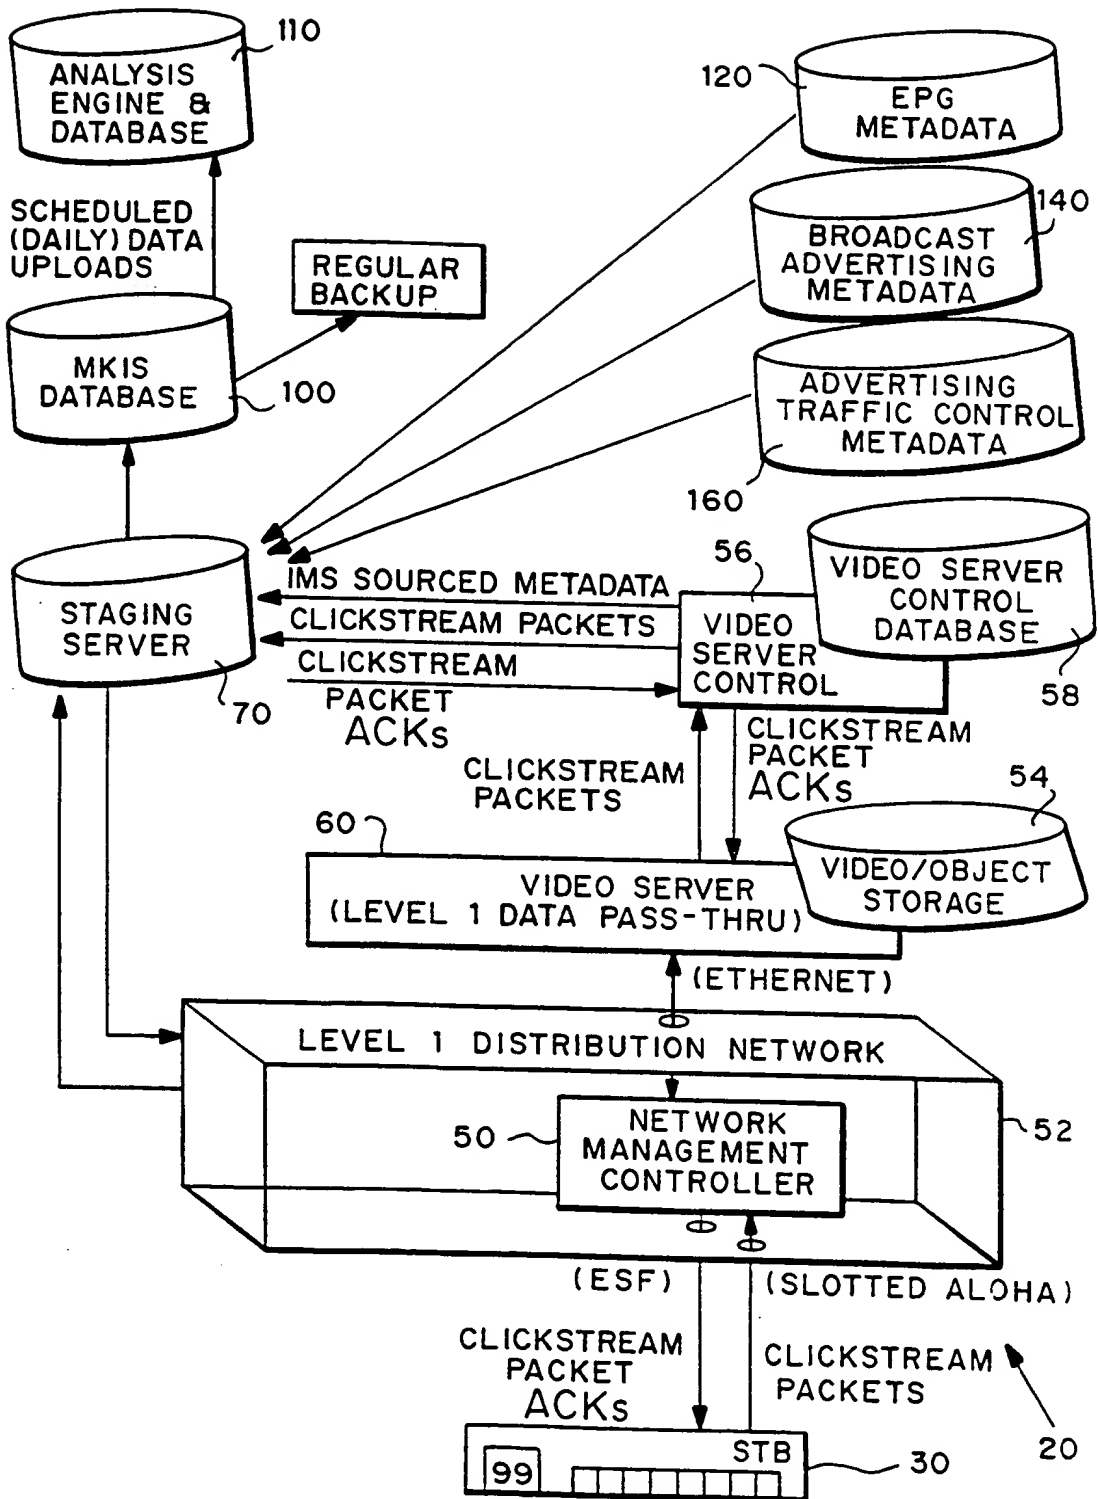 110
ANALYSIS
ENGINE &
DATABASE
120
EPG
METADATA
SCHEDULED
(DAILY) DATA
UPLOADS
140
BROADCAST
ADVERTISING
METADATA
REGULAR
BACKUP
MKIS
DATABASE
100
ADVERTISING
TRAFFIC CONTROL
METADATA
160
56
VIDEO SERVER
CONTROL
DATABASE
58
STAGING
SERVER
70
IMS SOURCED METADATA
CLICKSTREAM PACKETS
CLICKSTREAM
PACKET
ACKs
VIDEO
SERVER
CONTROL
CLICKSTREAM
PACKETS
CLICKSTREAM
PACKET
ACKs
54
VIDEO/OBJECT
STORAGE
60
VIDEO SERVER
(LEVEL 1 DATA PASS-THRU)
(ETHERNET)
LEVEL 1 DISTRIBUTION NETWORK
50
NETWORK
MANAGEMENT
CONTROLLER
52
(ESF)
(SLOTTED ALOHA)
CLICKSTREAM
PACKET
ACKs
CLICKSTREAM
PACKETS
20
STB
99
30